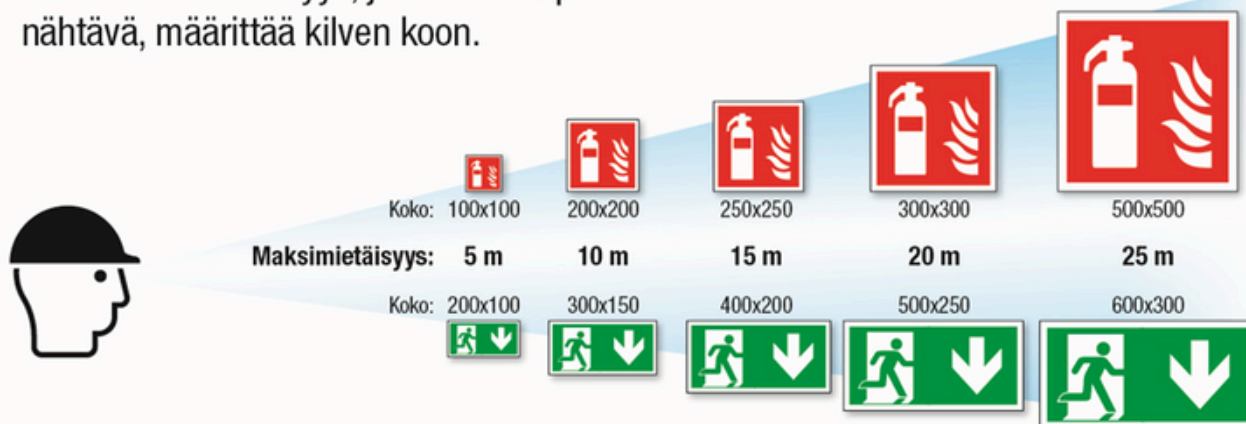 nähtävä, määrittää kilven koon.
Koko: 100x100 200x200 250x250 300x300 500x500
Maksimietäisyys: 5 m 10 m 15 m 20 m 25 m
Koko: 200x100 300x150 400x200 500x250 600x300